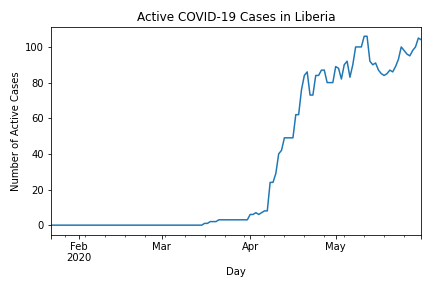 Active COVID-19 Cases in Liberia
Number of Active Cases
100
80
60
40
20
0
Feb
2020
Mar
Apr
May
Day